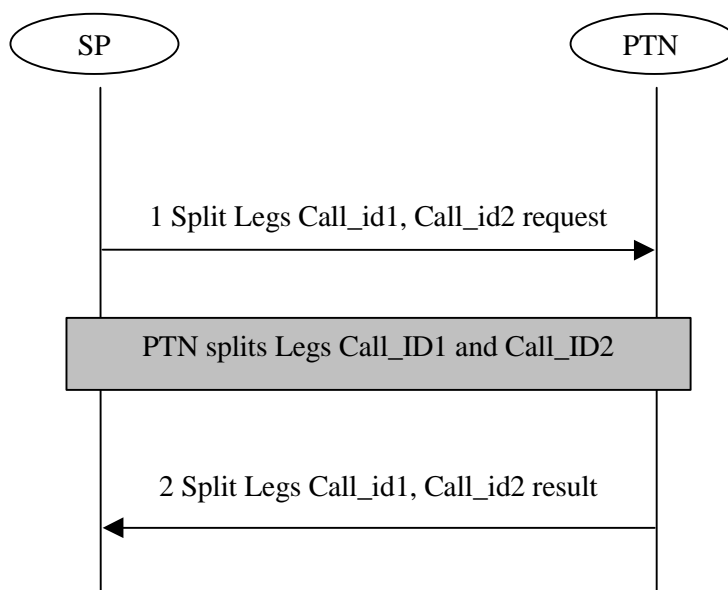 SP
PTN
1 Split Legs Call_id1, Call_id2 request
PTN splits Legs Call_ID1 and Call_ID2
2 Split Legs Call_id1, Call_id2 result